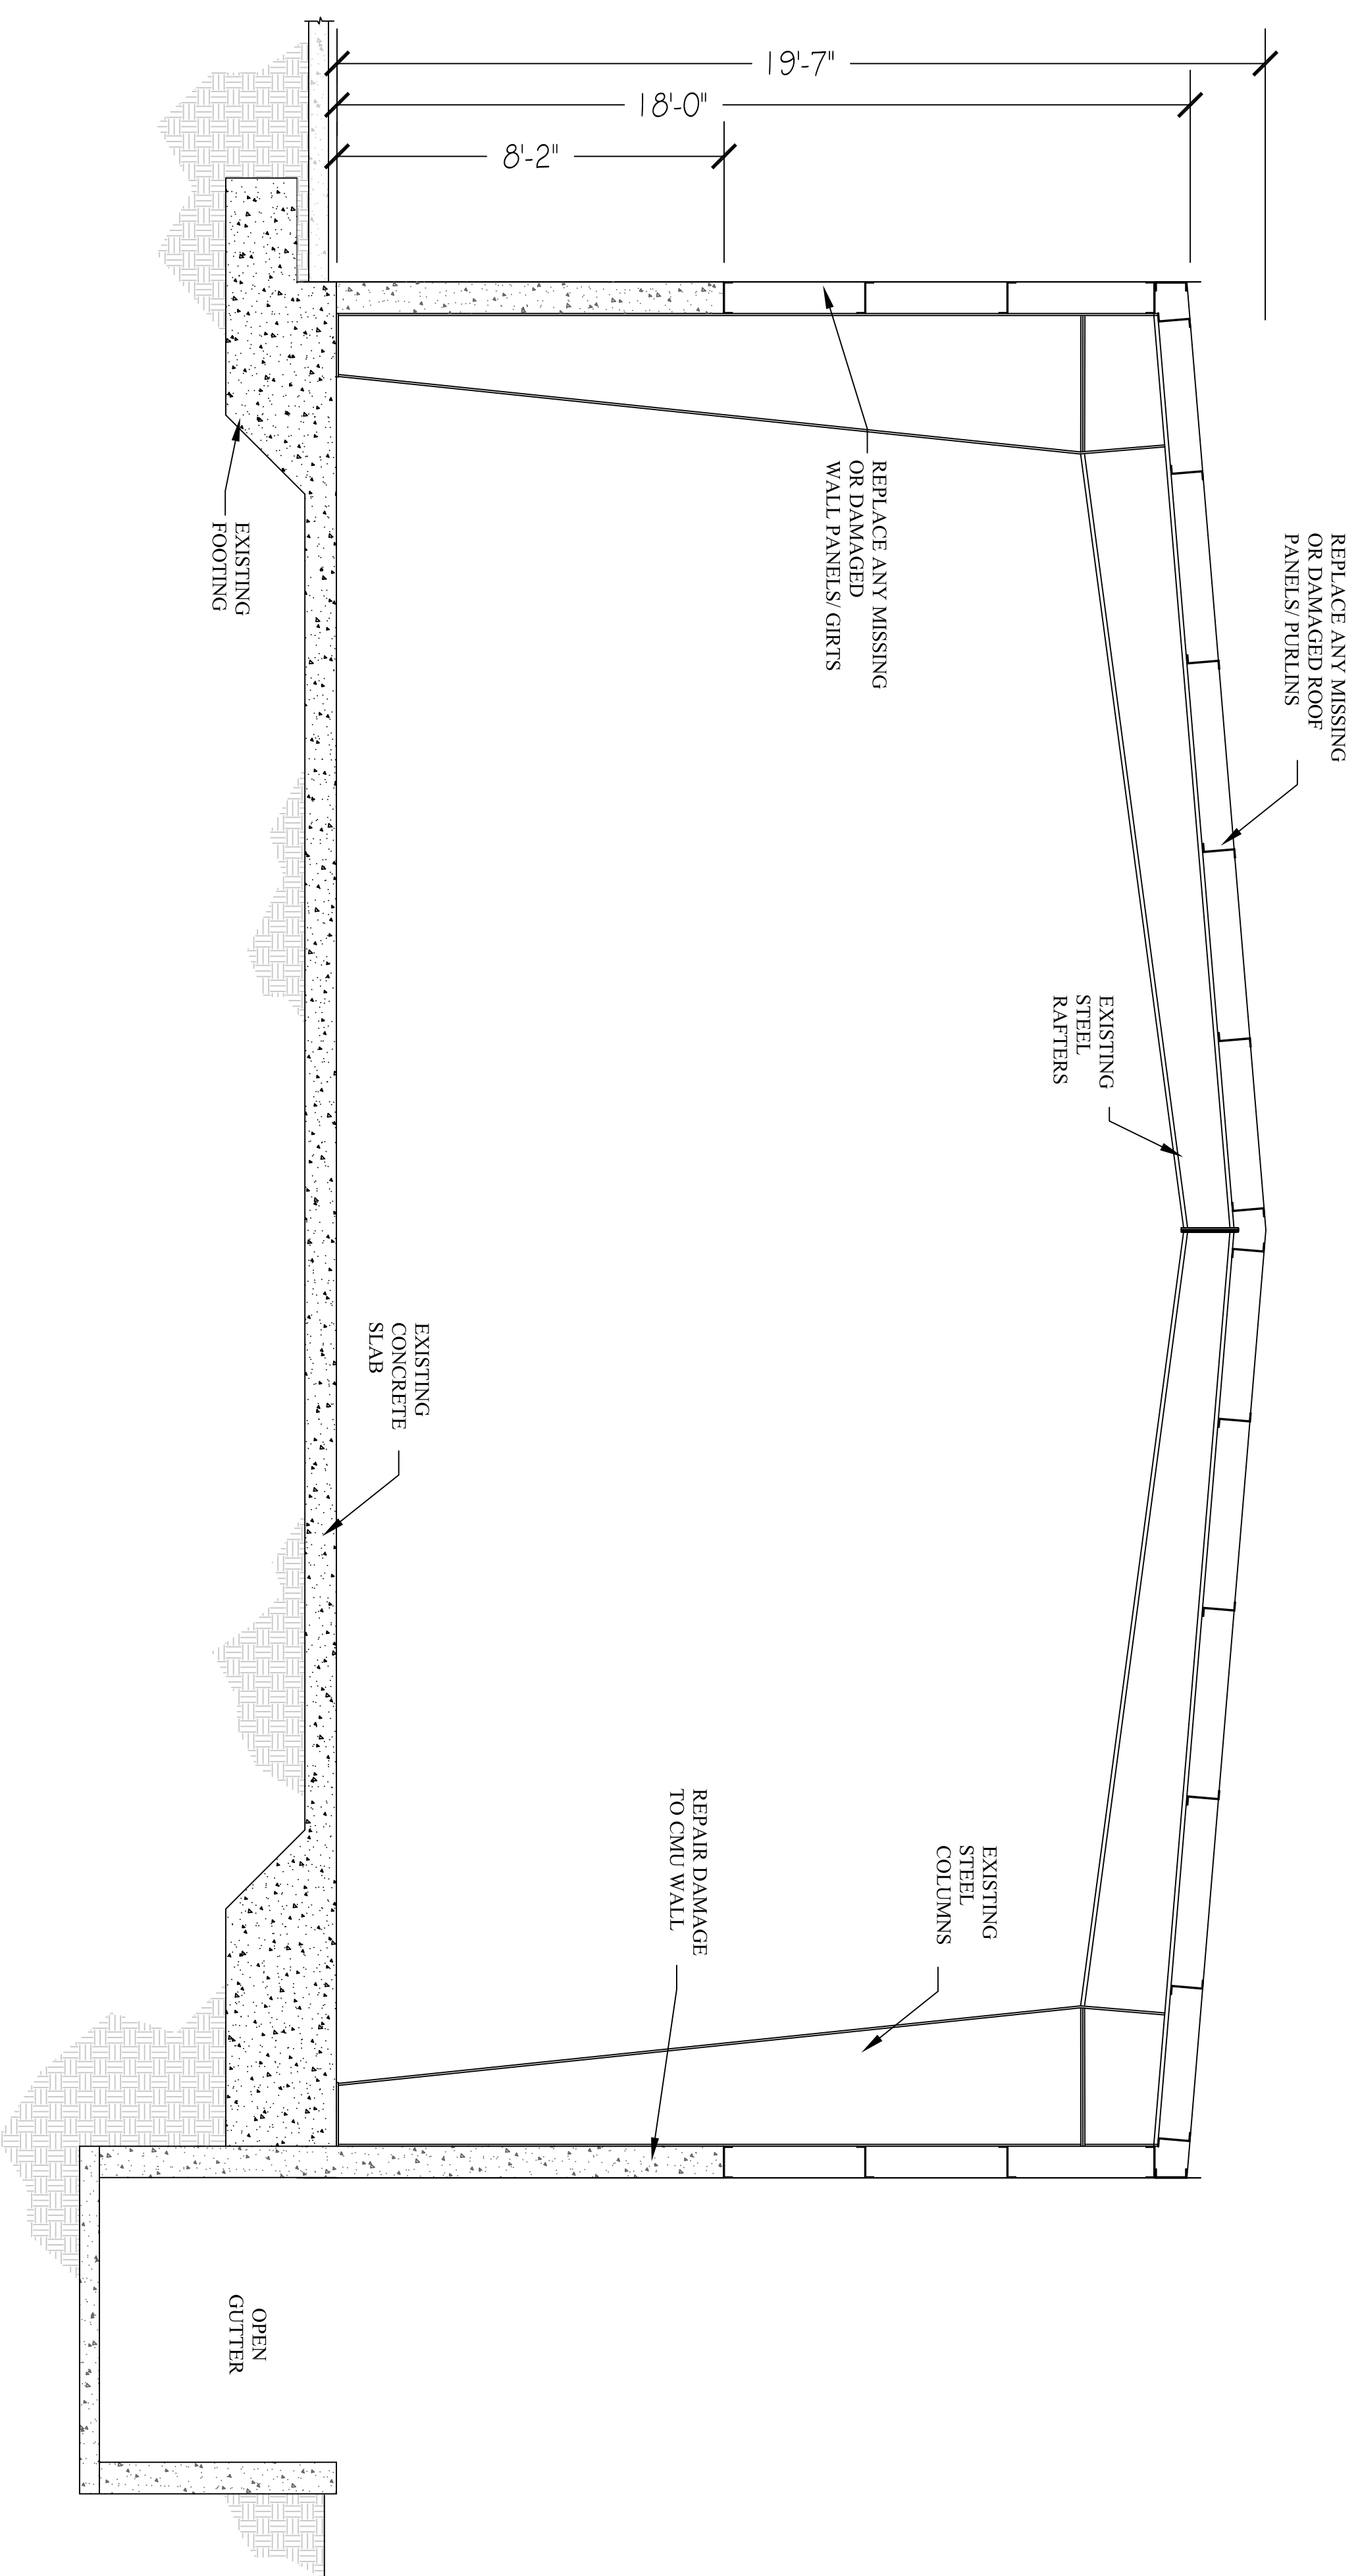 REPLACE ANY MISSING
OR DAMAGED ROOF
PANELS/ PURLINS
19'-7"
18'-0"
8'-2"
EXISTING
STEEL
RAFTERS
REPLACE ANY MISSING
OR DAMAGED
WALL PANELS/ GIRTS
EXISTING
STEEL
COLUMNS
REPAIR DAMAGE
TO CMU WALL
EXISTING
CONCRETE
SLAB
EXISTING
FOOTING
OPEN
GUTTER